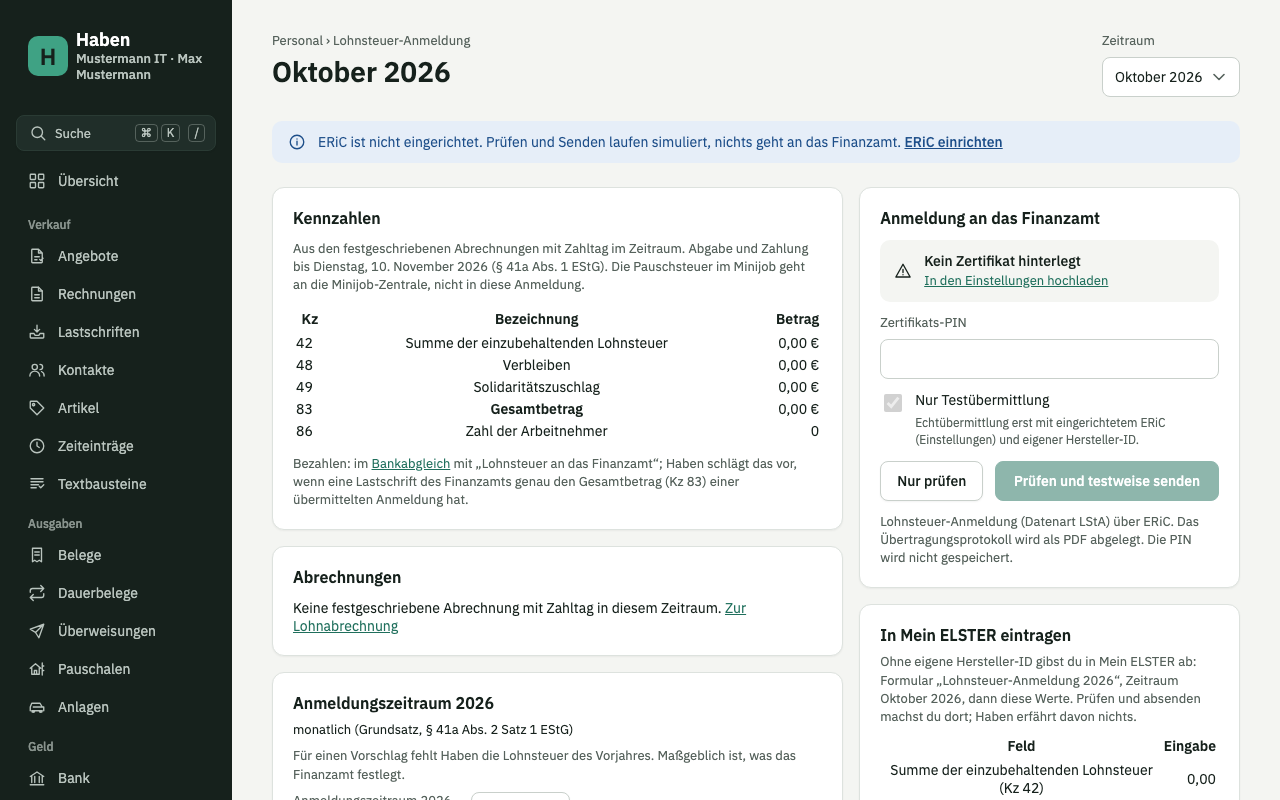 H
Haben
Mustermann IT · Max
Mustermann
Suche ⌘ K /
Übersicht
Verkauf
Angebote
Rechnungen
Lastschriften
Kontakte
Artikel
Zeiteinträge
Textbausteine
Ausgaben
Belege
Dauerbelege
Überweisungen
Pauschalen
Anlagen
Geld
Bank
Personal › Lohnsteuer-Anmeldung
Oktober 2026
Zeitraum
Oktober 2026
ERiC ist nicht eingerichtet. Prüfen und Senden laufen simuliert, nichts geht an das Finanzamt. ERiC einrichten
Kennzahlen
Aus den festgeschriebenen Abrechnungen mit Zahltag im Zeitraum. Abgabe und Zahlung
bis Dienstag, 10. November 2026 (§ 41a Abs. 1 EStG). Die Pauschsteuer im Minijob geht
an die Minijob-Zentrale, nicht in diese Anmeldung.
Kz Bezeichnung Betrag
42 Summe der einzubehaltenden Lohnsteuer 0,00 €
48 Verbleiben 0,00 €
49 Solidaritätszuschlag 0,00 €
83 Gesamtbetrag 0,00 €
86 Zahl der Arbeitnehmer 0
Bezahlen: im Bankabgleich mit „Lohnsteuer an das Finanzamt“; Haben schlägt das vor,
wenn eine Lastschrift des Finanzamts genau den Gesamtbetrag (Kz 83) einer
übermittelten Anmeldung hat.
Abrechnungen
Keine festgeschriebene Abrechnung mit Zahltag in diesem Zeitraum. Zur
Lohnabrechnung
Anmeldungszeitraum 2026
monatlich (Grundsatz, § 41a Abs. 2 Satz 1 EStG)
Für einen Vorschlag fehlt Haben die Lohnsteuer des Vorjahres. Maßgeblich ist, was das
Finanzamt festlegt.
Anmeldungszeitraum 2026
Anmeldung an das Finanzamt
Kein Zertifikat hinterlegt
In den Einstellungen hochladen
Zertifikats-PIN
Nur Testübermittlung
Echtübermittlung erst mit eingerichtetem ERiC
(Einstellungen) und eigener Hersteller-ID.
Nur prüfen
Prüfen und testweise senden
Lohnsteuer-Anmeldung (Datenart LStA) über ERiC. Das
Übertragungsprotokoll wird als PDF abgelegt. Die PIN
wird nicht gespeichert.
In Mein ELSTER eintragen
Ohne eigene Hersteller-ID gibst du in Mein ELSTER ab:
Formular „Lohnsteuer-Anmeldung 2026“, Zeitraum
Oktober 2026, dann diese Werte. Prüfen und absenden
machst du dort; Haben erfährt davon nichts.
Feld Eingabe
Summe der einzubehaltenden Lohnsteuer
(Kz 42) 0,00